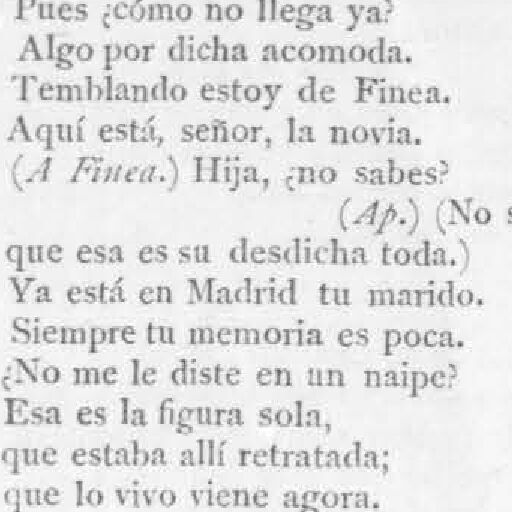 Pues ¿cómo no llega ya?
Algo por dicha acomoda.
Temblando estoy de Finea.
Aquí está, señor, la novia.
(A Finea.) Hija, ¿no sabes?
(Ap.) (No
que esa es su desdicha toda.)
Ya está en Madrid tu marido.
Siempre tu memoria es poca.
¿No me le diste en un naipe?
Esa es la figura sola,
que estaba allí retratada;
que lo vivo viene agora.